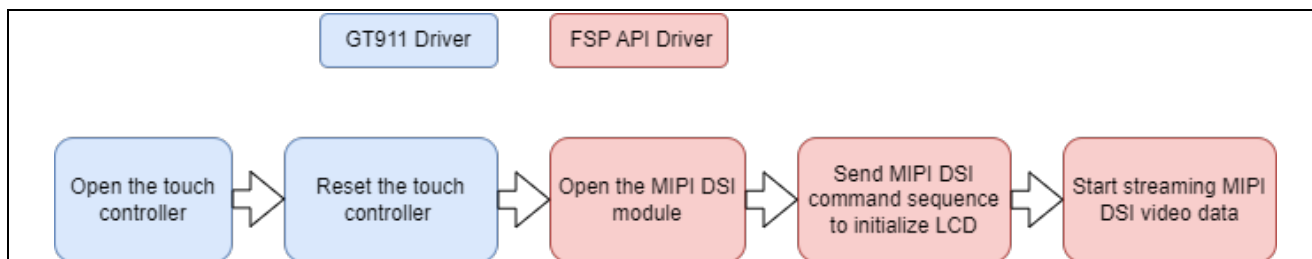 GT911 Driver
FSP API Driver
Open the touch
controller
Reset the touch
controller
Open the MIPI DSI
module
Send MIPI DSI
command sequence
to initialize LCD
Start streaming MIPI
DSI video data